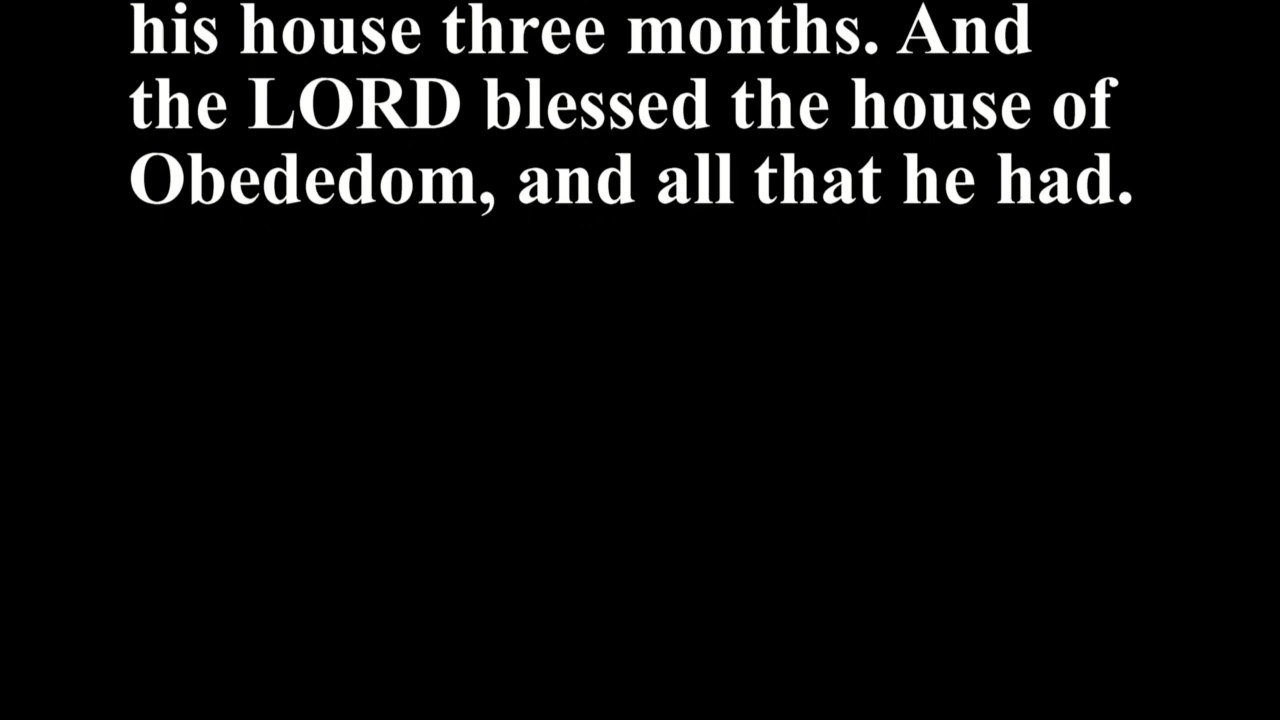 his house three months. And
the LORD blessed the house of
Obededom, and all that he had.